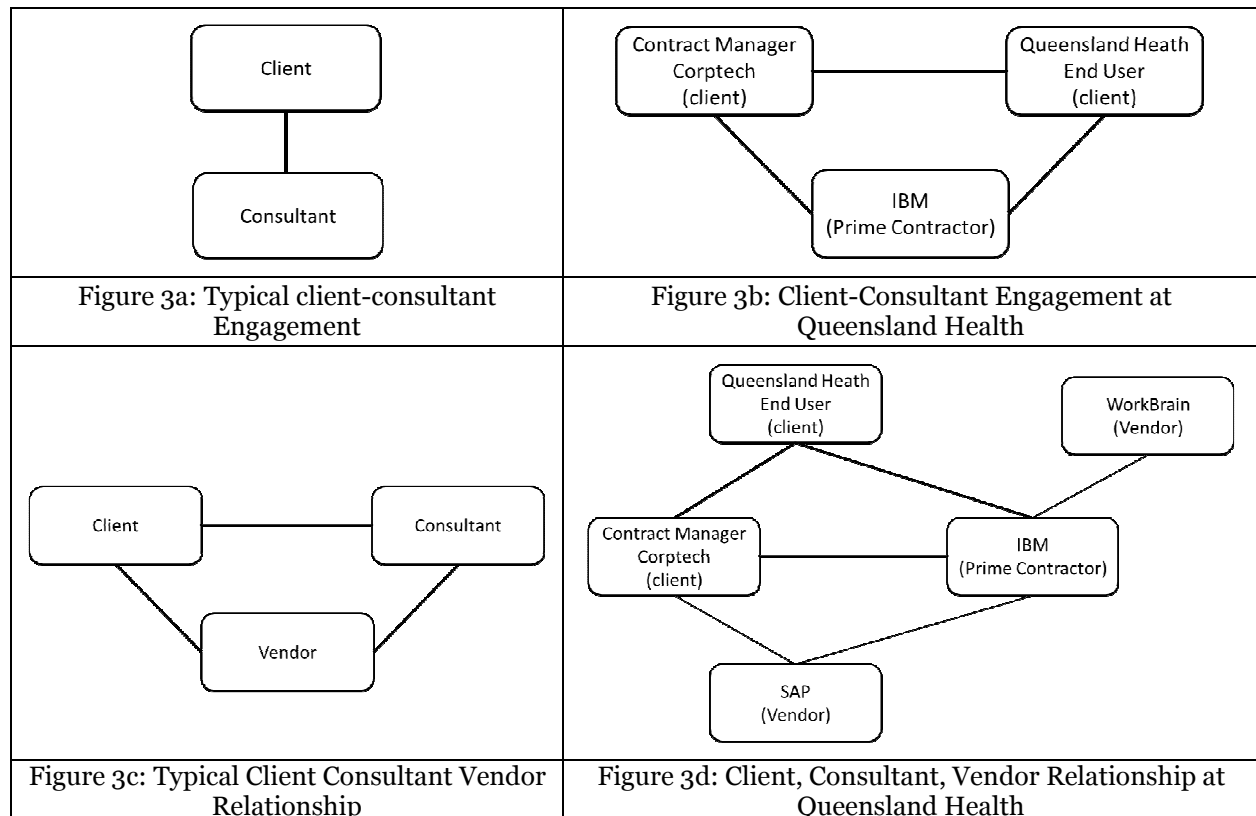 Client
Consultant
Contract Manager
Corptech
(client)
Queensland Heath
End User
(client)
IBM
(Prime Contractor)
Figure 3a: Typical client-consultant
Engagement
Figure 3b: Client-Consultant Engagement at
Queensland Health
Client
Consultant
Vendor
Queensland Heath
End User
(client)
WorkBrain
(Vendor)
Contract Manager
Corptech
(client)
IBM
(Prime Contractor)
SAP
(Vendor)
Figure 3c: Typical Client Consultant Vendor
Relationship
Figure 3d: Client, Consultant, Vendor Relationship at
Queensland Health